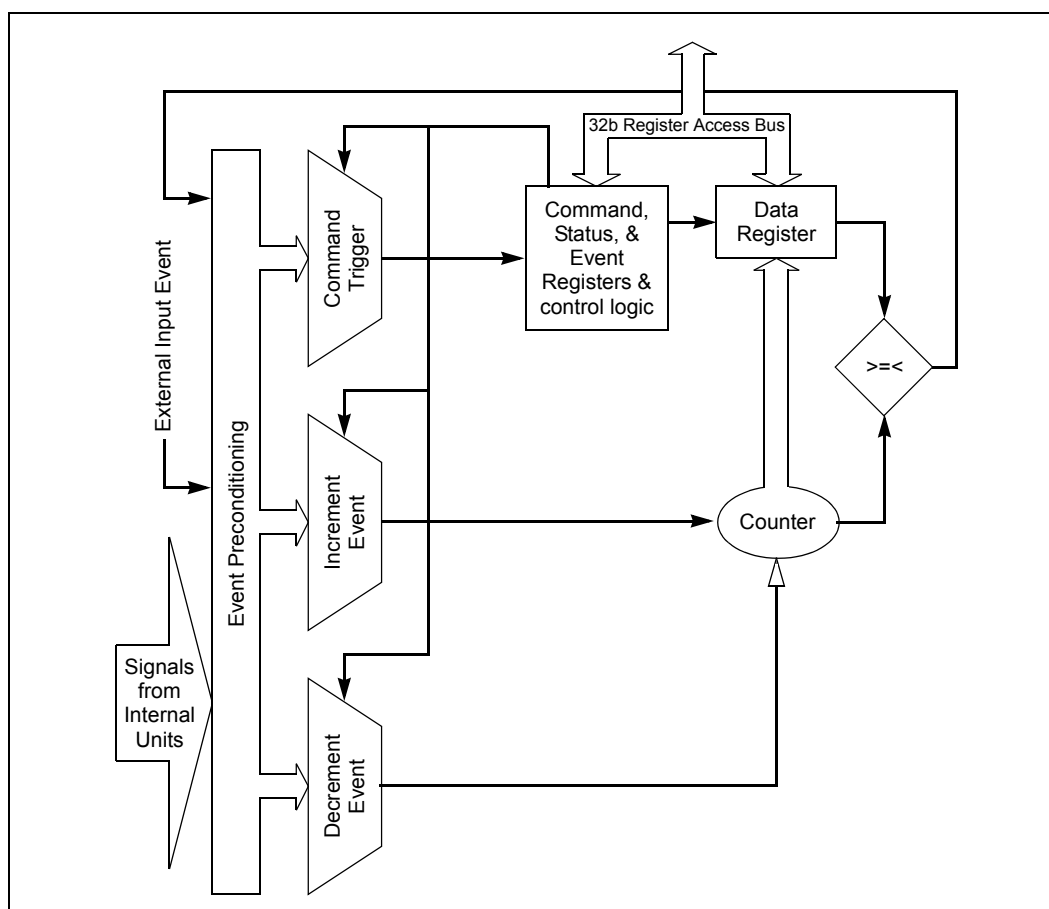 32b Register Access Bus
External Input Event
Event Preconditioning
Command
Trigger
Command,
Status, &
Event
Registers &
control logic
Data
Register
>=<
Increment
Event
Counter
Signals
from
Internal
Units
Decrement
Event